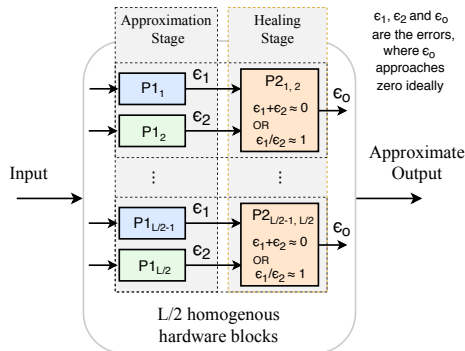 Approximation
Stage
Healing
Stage
ϵ₁, ϵ₂ and ϵₒ
are the errors,
where ϵₒ
approaches
zero ideally
P1₁
ϵ₁
P1₂
ϵ₂
P2₁, ₂
ϵ₁+ϵ₂ ≈ 0
OR
ϵ₁/ϵ₂ ≈ 1
ϵₒ
Input
Approximate
Output
⋮
⋮
P1L/2-1
ϵ₁
P1L/2
ϵ₂
P2L/2-1, L/2
ϵ₁+ϵ₂ ≈ 0
OR
ϵ₁/ϵ₂ ≈ 1
ϵₒ
L/2 homogenous
hardware blocks